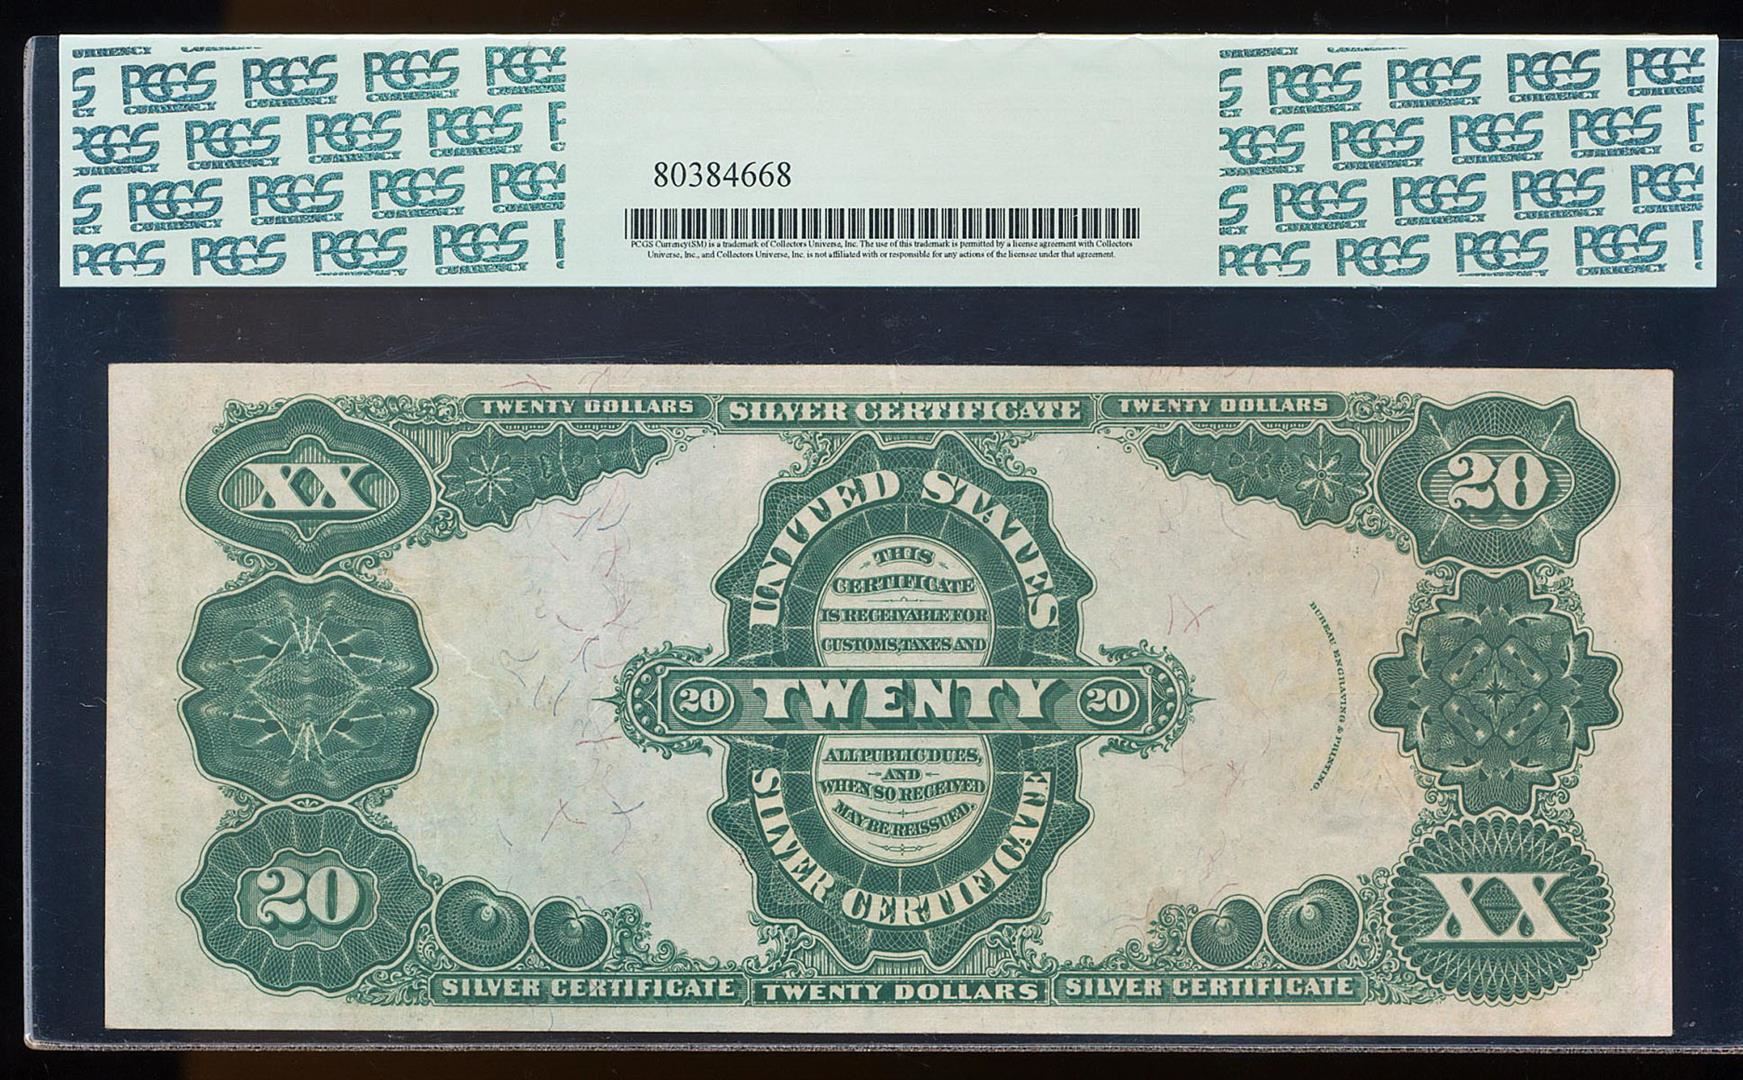 PCGS CURRENCY
80384668
PCGS Currency(SM) is a trademark of Collectors Universe, Inc. The use of this trademark is permitted by a license agreement with Collectors
Universe, Inc., and Collectors Universe, Inc. is not affiliated with or responsible for any actions of the licensee under that agreement.
TWENTY DOLLARS SILVER CERTIFICATE TWENTY DOLLARS
XX
20
UNITED STATES
THIS
CERTIFICATE
IS RECEIVABLE FOR
CUSTOMS, TAXES AND
20 TWENTY 20
ALL PUBLIC DUES,
AND
WHEN SO RECEIVED
MAY BE REISSUED.
SILVER CERTIFICATE
BUREAU, ENGRAVING & PRINTING.
20
XX
SILVER CERTIFICATE TWENTY DOLLARS SILVER CERTIFICATE